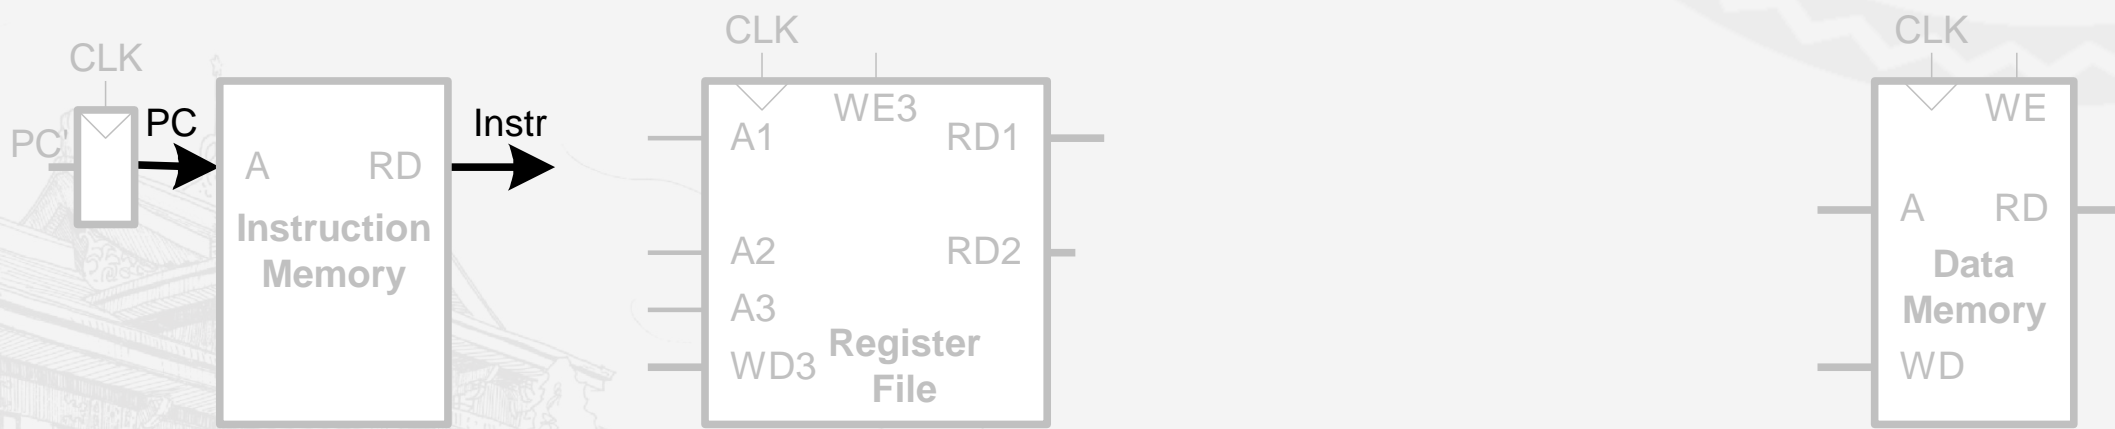 CLK
PC'
PC
A RD
Instruction
Memory
Instr
CLK
WE3
A1 RD1
A2 RD2
A3
WD3
Register
File
CLK
WE
A RD
Data
Memory
WD